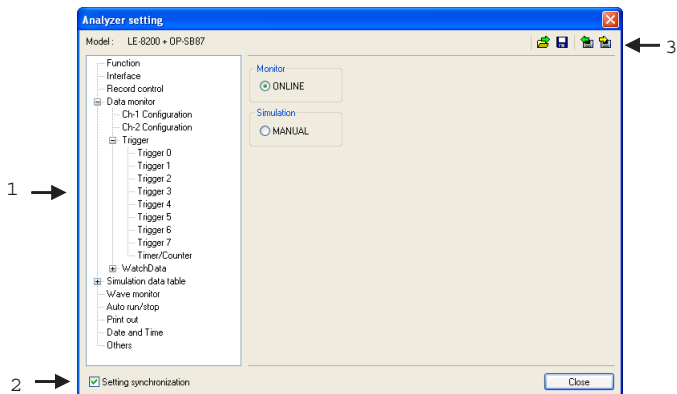 Analyzer setting
Model : LE-8200 + OP-SB87
3
Function
Interface
Record control
Data monitor
Ch-1 Configuration
Ch-2 Configuration
Trigger
Trigger 0
Trigger 1
Trigger 2
Trigger 3
Trigger 4
Trigger 5
Trigger 6
Trigger 7
Timer/Counter
WatchData
Simulation data table
Wave monitor
Auto run/stop
Print out
Date and Time
Others
Monitor
ONLINE
Simulation
MANUAL
1
2
Setting synchronization
Close